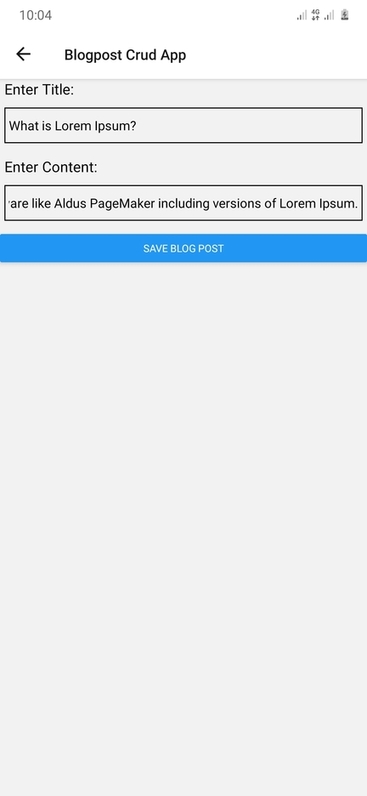 10:04
4G
Blogpost Crud App
Enter Title:
What is Lorem Ipsum?
Enter Content:
are like Aldus PageMaker including versions of Lorem Ipsum.
SAVE BLOG POST